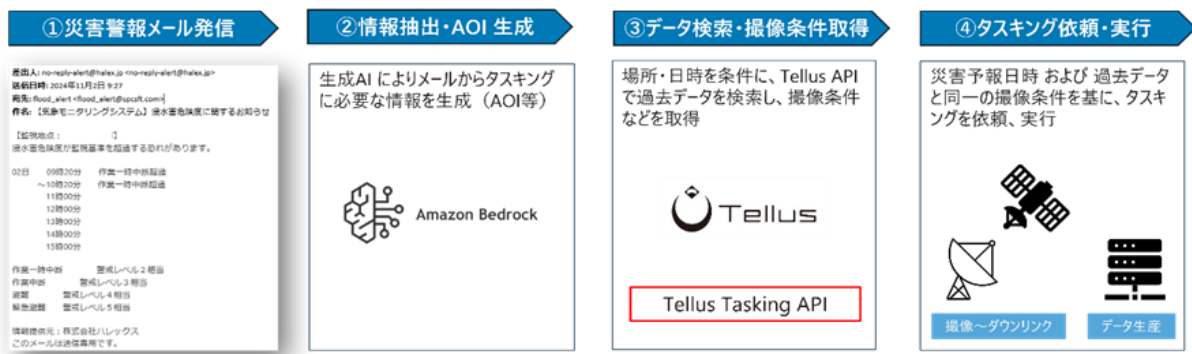 ①災害警報メール発信
差出人: no-reply-alert@halex.jp <no-reply-alert@halex.jp>
送信日時: 2024年11月2日 9:27
宛先: flood_alert <flood_alert@spcsft.com>
件名: 【気象モニタリングシステム】浸水害危険度に関するお知らせ
【監視地点：
浸水害危険度が監視基準を超過する恐れがあります。
02日 09時20分 作業一時中断超過
～10時20分 作業一時中断超過
11時00分
12時00分
13時00分
14時00分
15時00分
作業一時中断 警戒レベル2相当
作業中断 警戒レベル3相当
避難 警戒レベル4相当
緊急避難 警戒レベル5相当
情報提供元：株式会社ハレックス
このメールは送信専用です。
②情報抽出・AOI 生成
生成AI によりメールからタスキング
に必要な情報を生成（AOI等）
Amazon Bedrock
③データ検索・撮像条件取得
場所・日時を条件に、Tellus API
で過去データを検索し、撮像条件
などを取得
Tellus
Tellus Tasking API
④タスキング依頼・実行
災害予報日時 および 過去データ
と同一の撮像条件を基に、タスキ
ングを依頼、実行
撮像～ダウンリンク
データ生産